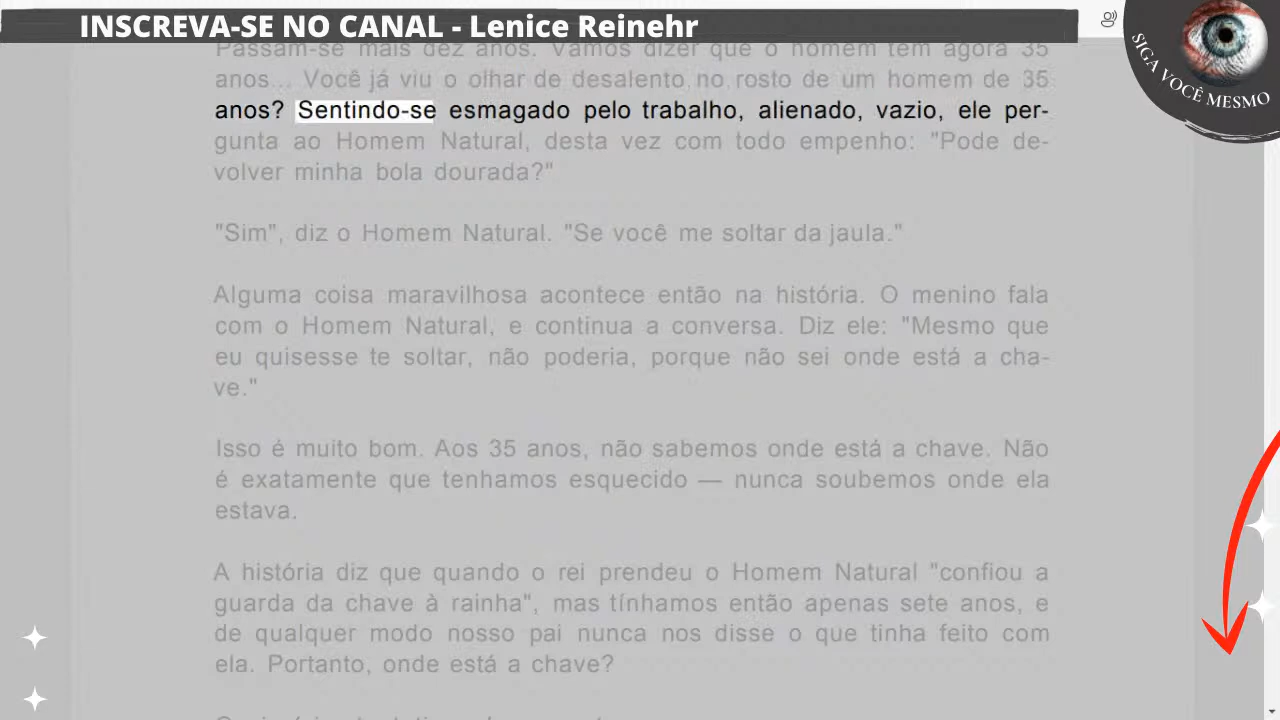 INSCREVA-SE NO CANAL - Lenice Reinehr
SIGA VOCÊ MESMO
Passam-se mais dez anos. Vamos dizer que o homem tem agora 35
anos... Você já viu o olhar de desalento no rosto de um homem de 35
anos? Sentindo-se esmagado pelo trabalho, alienado, vazio, ele per-
gunta ao Homem Natural, desta vez com todo empenho: "Pode de-
volver minha bola dourada?"
"Sim", diz o Homem Natural. "Se você me soltar da jaula."
Alguma coisa maravilhosa acontece então na história. O menino fala
com o Homem Natural, e continua a conversa. Diz ele: "Mesmo que
eu quisesse te soltar, não poderia, porque não sei onde está a cha-
ve."
Isso é muito bom. Aos 35 anos, não sabemos onde está a chave. Não
é exatamente que tenhamos esquecido — nunca soubemos onde ela
estava.
A história diz que quando o rei prendeu o Homem Natural "confiou a
guarda da chave à rainha", mas tínhamos então apenas sete anos, e
de qualquer modo nosso pai nunca nos disse o que tinha feito com
ela. Portanto, onde está a chave?